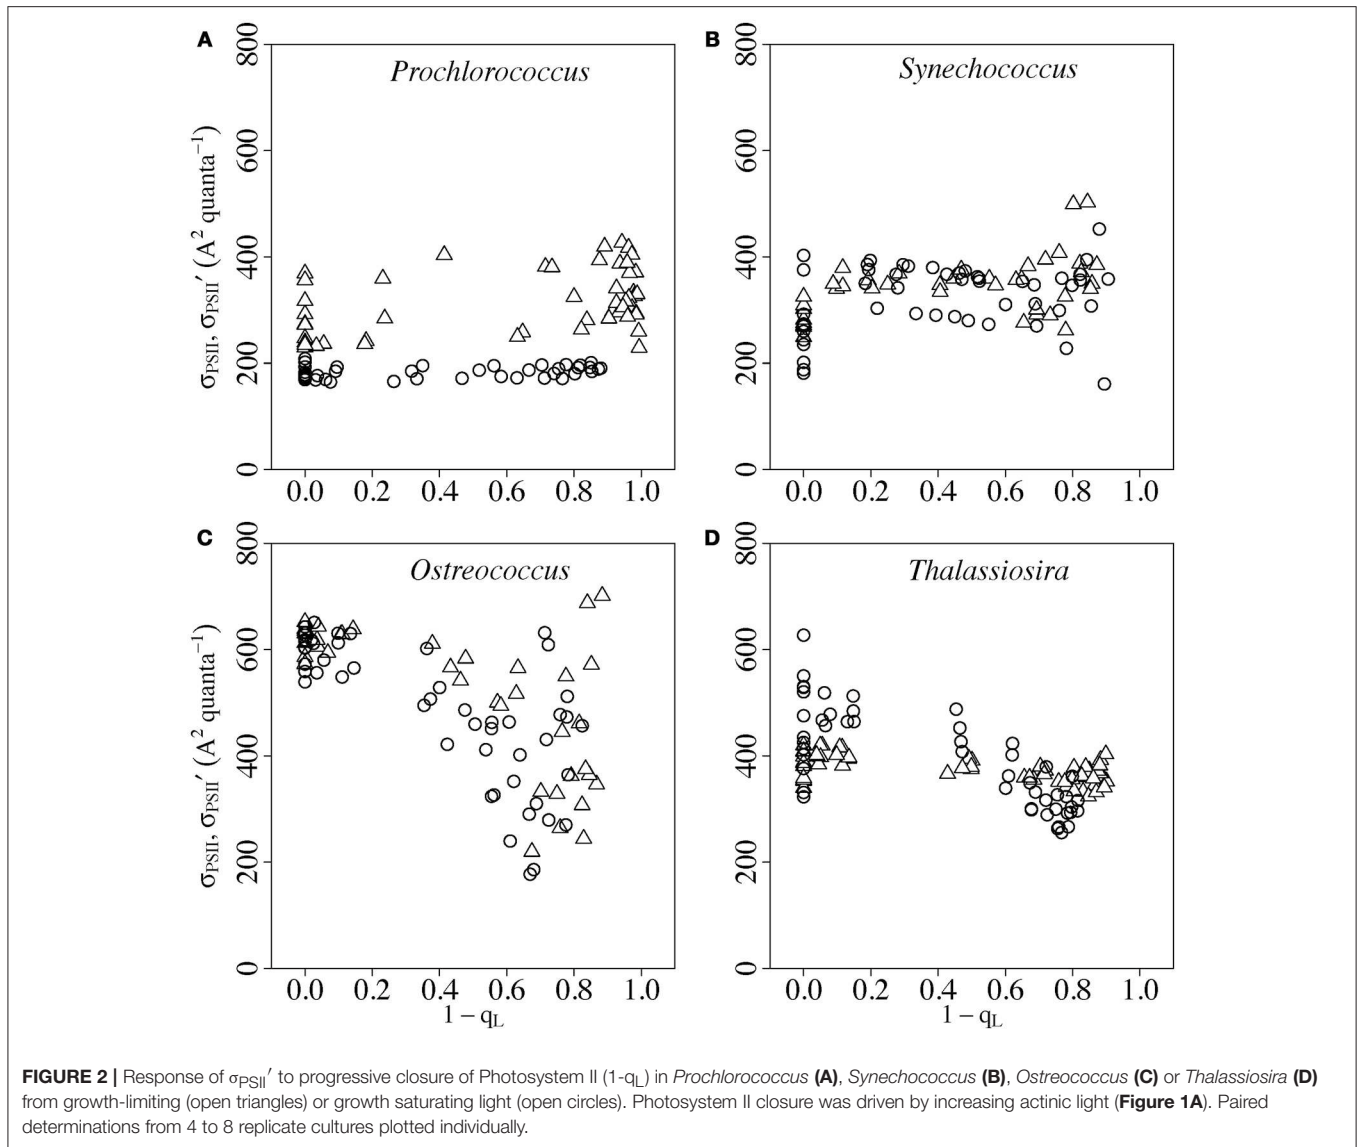 A
Prochlorococcus
σPSII, σPSII′ (A² quanta⁻¹)
800
600
400
200
0
0.0 0.2 0.4 0.6 0.8 1.0
B
Synechococcus
800
600
400
200
0
0.0 0.2 0.4 0.6 0.8 1.0
C
Ostreococcus
σPSII, σPSII′ (A² quanta⁻¹)
800
600
400
200
0
0.0 0.2 0.4 0.6 0.8 1.0
1 − qL
D
Thalassiosira
800
600
400
200
0
0.0 0.2 0.4 0.6 0.8 1.0
1 − qL
FIGURE 2 | Response of σPSII′ to progressive closure of Photosystem II (1-qL) in Prochlorococcus (A), Synechococcus (B), Ostreococcus (C) or Thalassiosira (D)
from growth-limiting (open triangles) or growth saturating light (open circles). Photosystem II closure was driven by increasing actinic light (Figure 1A). Paired
determinations from 4 to 8 replicate cultures plotted individually.